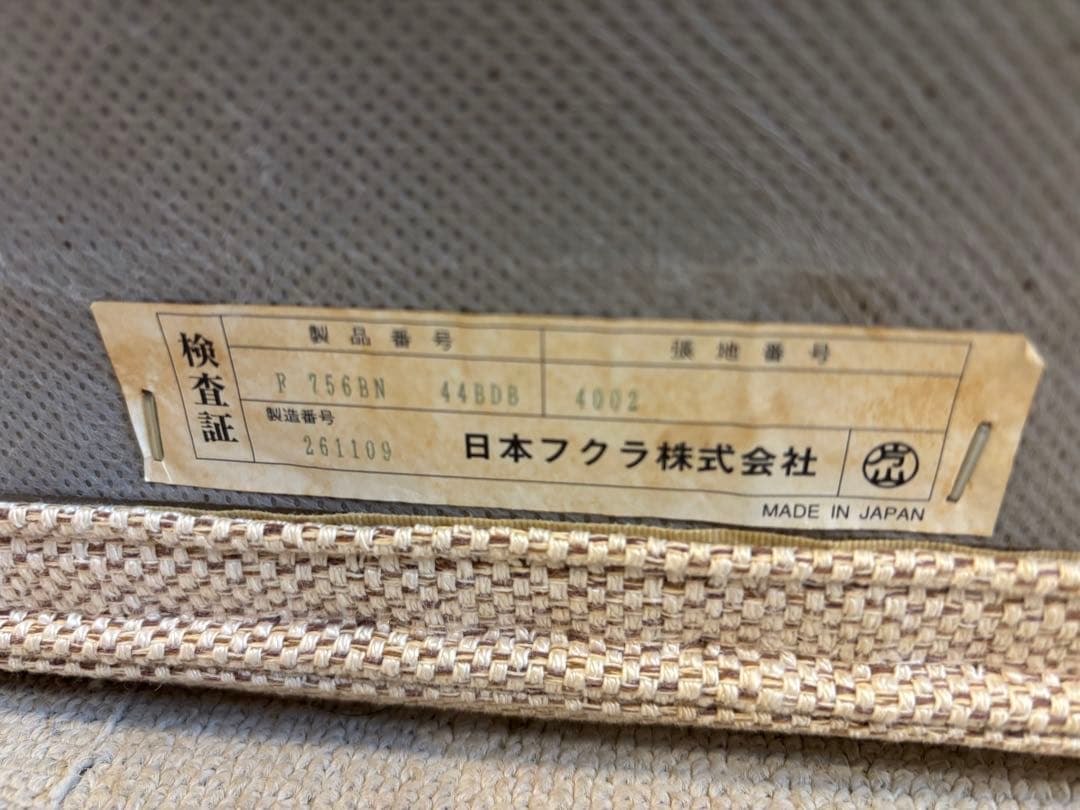 検査証
製品番号 張地番号
F 756BN 44BDB 4002
製造番号
261109
日本フクラ株式会社
MADE IN JAPAN